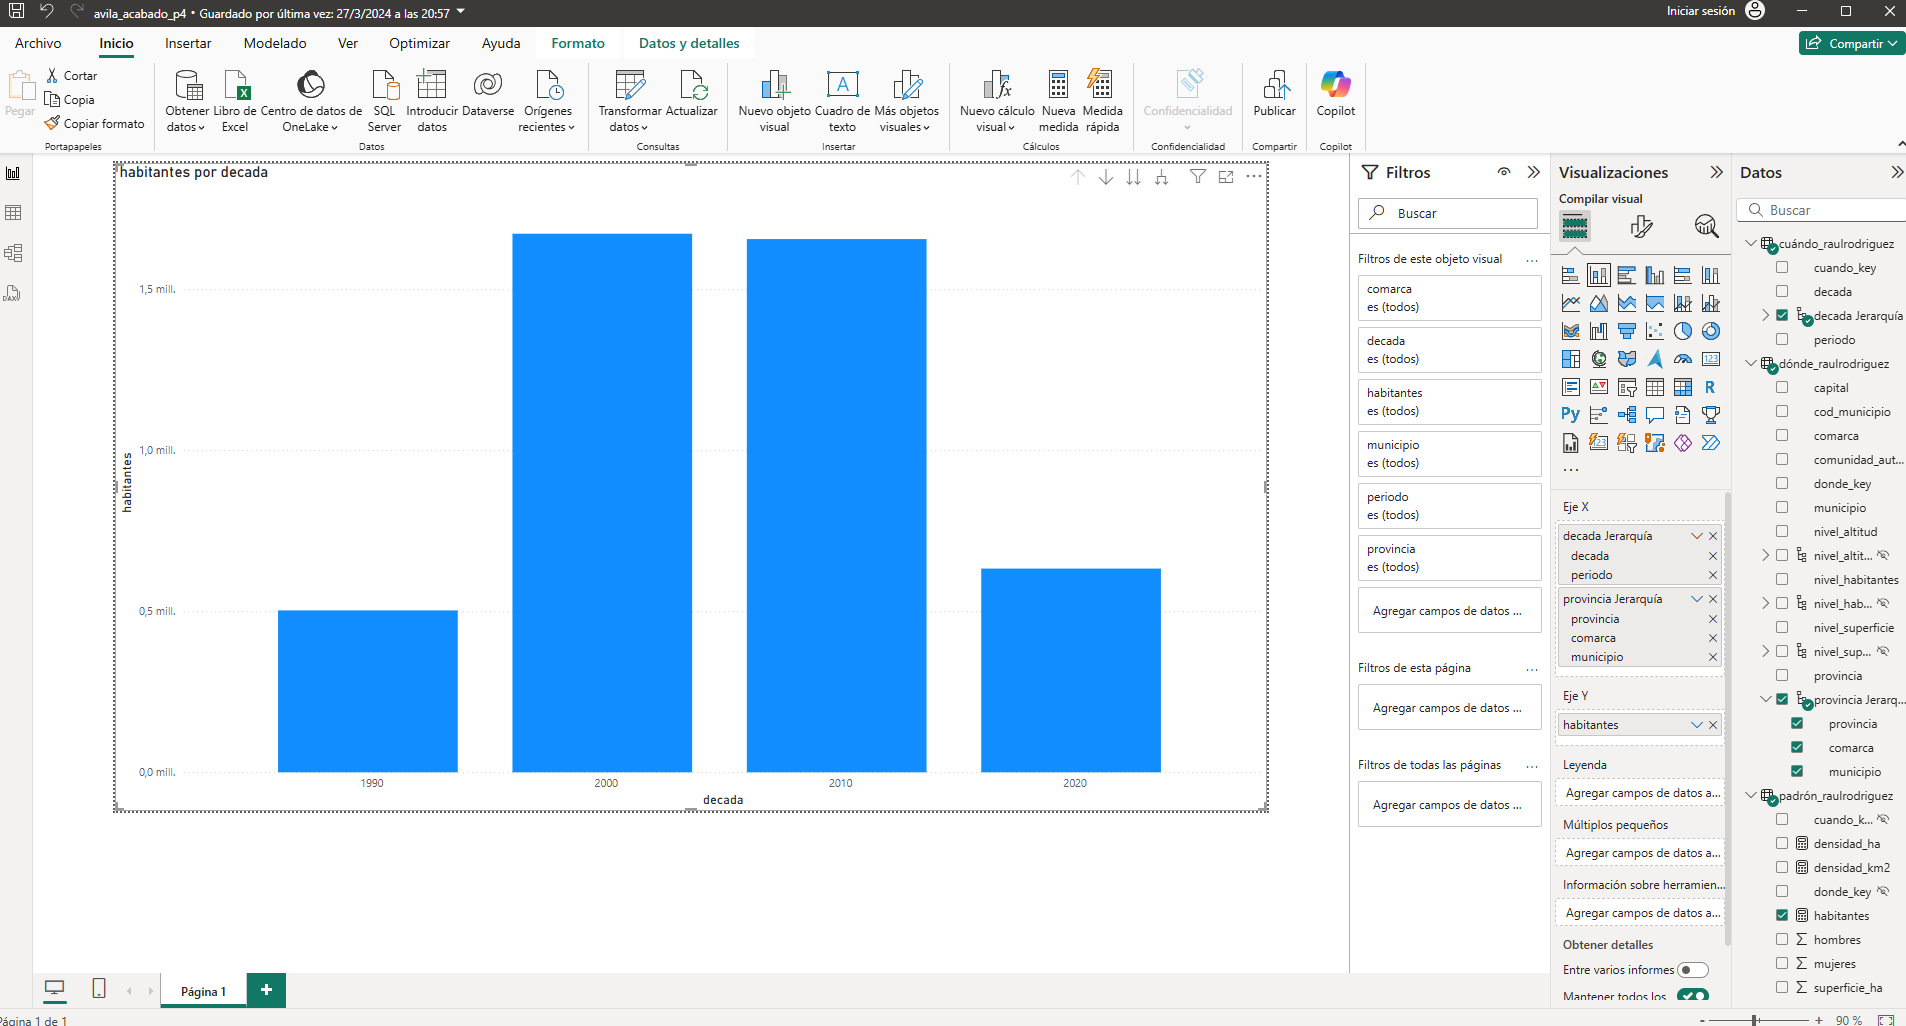 avila_acabado_p4 • Guardado por última vez: 27/3/2024 a las 20:57
Iniciar sesión
Archivo
Inicio
Insertar
Modelado
Ver
Optimizar
Ayuda
Formato
Datos y detalles
Compartir
Pegar
Cortar
Copia
Copiar formato
Portapapeles
Obtener datos
Libro de Excel
Centro de datos de OneLake
SQL Server
Introducir datos
Dataverse
Orígenes recientes
Datos
Transformar datos
Actualizar
Consultas
Nuevo objeto visual
Cuadro de texto
A
Más objetos visuales
Insertar
Nuevo cálculo visual
Nueva medida
Medida rápida
Cálculos
Confidencialidad
Confidencialidad
Publicar
Compartir
Copilot
Copilot
DAX
habitantes por decada
1,5 mill.
1,0 mill.
0,5 mill.
0,0 mill.
habitantes
1990
2000
2010
2020
decada
Filtros
Buscar
Filtros de este objeto visual ...
comarca
es (todos)
decada
es (todos)
habitantes
es (todos)
municipio
es (todos)
periodo
es (todos)
provincia
es (todos)
Agregar campos de datos ...
Filtros de esta página ...
Agregar campos de datos ...
Filtros de todas las páginas ...
Agregar campos de datos ...
Visualizaciones
Compilar visual
123
R
Py
123
...
Eje X
decada Jerarquía
decada
periodo
provincia Jerarquía
provincia
comarca
municipio
Eje Y
habitantes
Leyenda
Agregar campos de datos a...
Múltiplos pequeños
Agregar campos de datos a...
Información sobre herramien...
Agregar campos de datos a...
Obtener detalles
Entre varios informes
Mantener todos los
Datos
Buscar
cuándo_raulrodriguez
cuando_key
decada
decada Jerarquía
periodo
dónde_raulrodriguez
capital
cod_municipio
comarca
comunidad_aut...
donde_key
municipio
nivel_altitud
nivel_altit...
nivel_habitantes
nivel_hab...
nivel_superficie
nivel_sup...
provincia
provincia Jerarq...
provincia
comarca
municipio
padrón_raulrodriguez
cuando_k...
densidad_ha
densidad_km2
donde_key
habitantes
hombres
mujeres
superficie_ha
Página 1
Página 1 de 1
- + 90 %